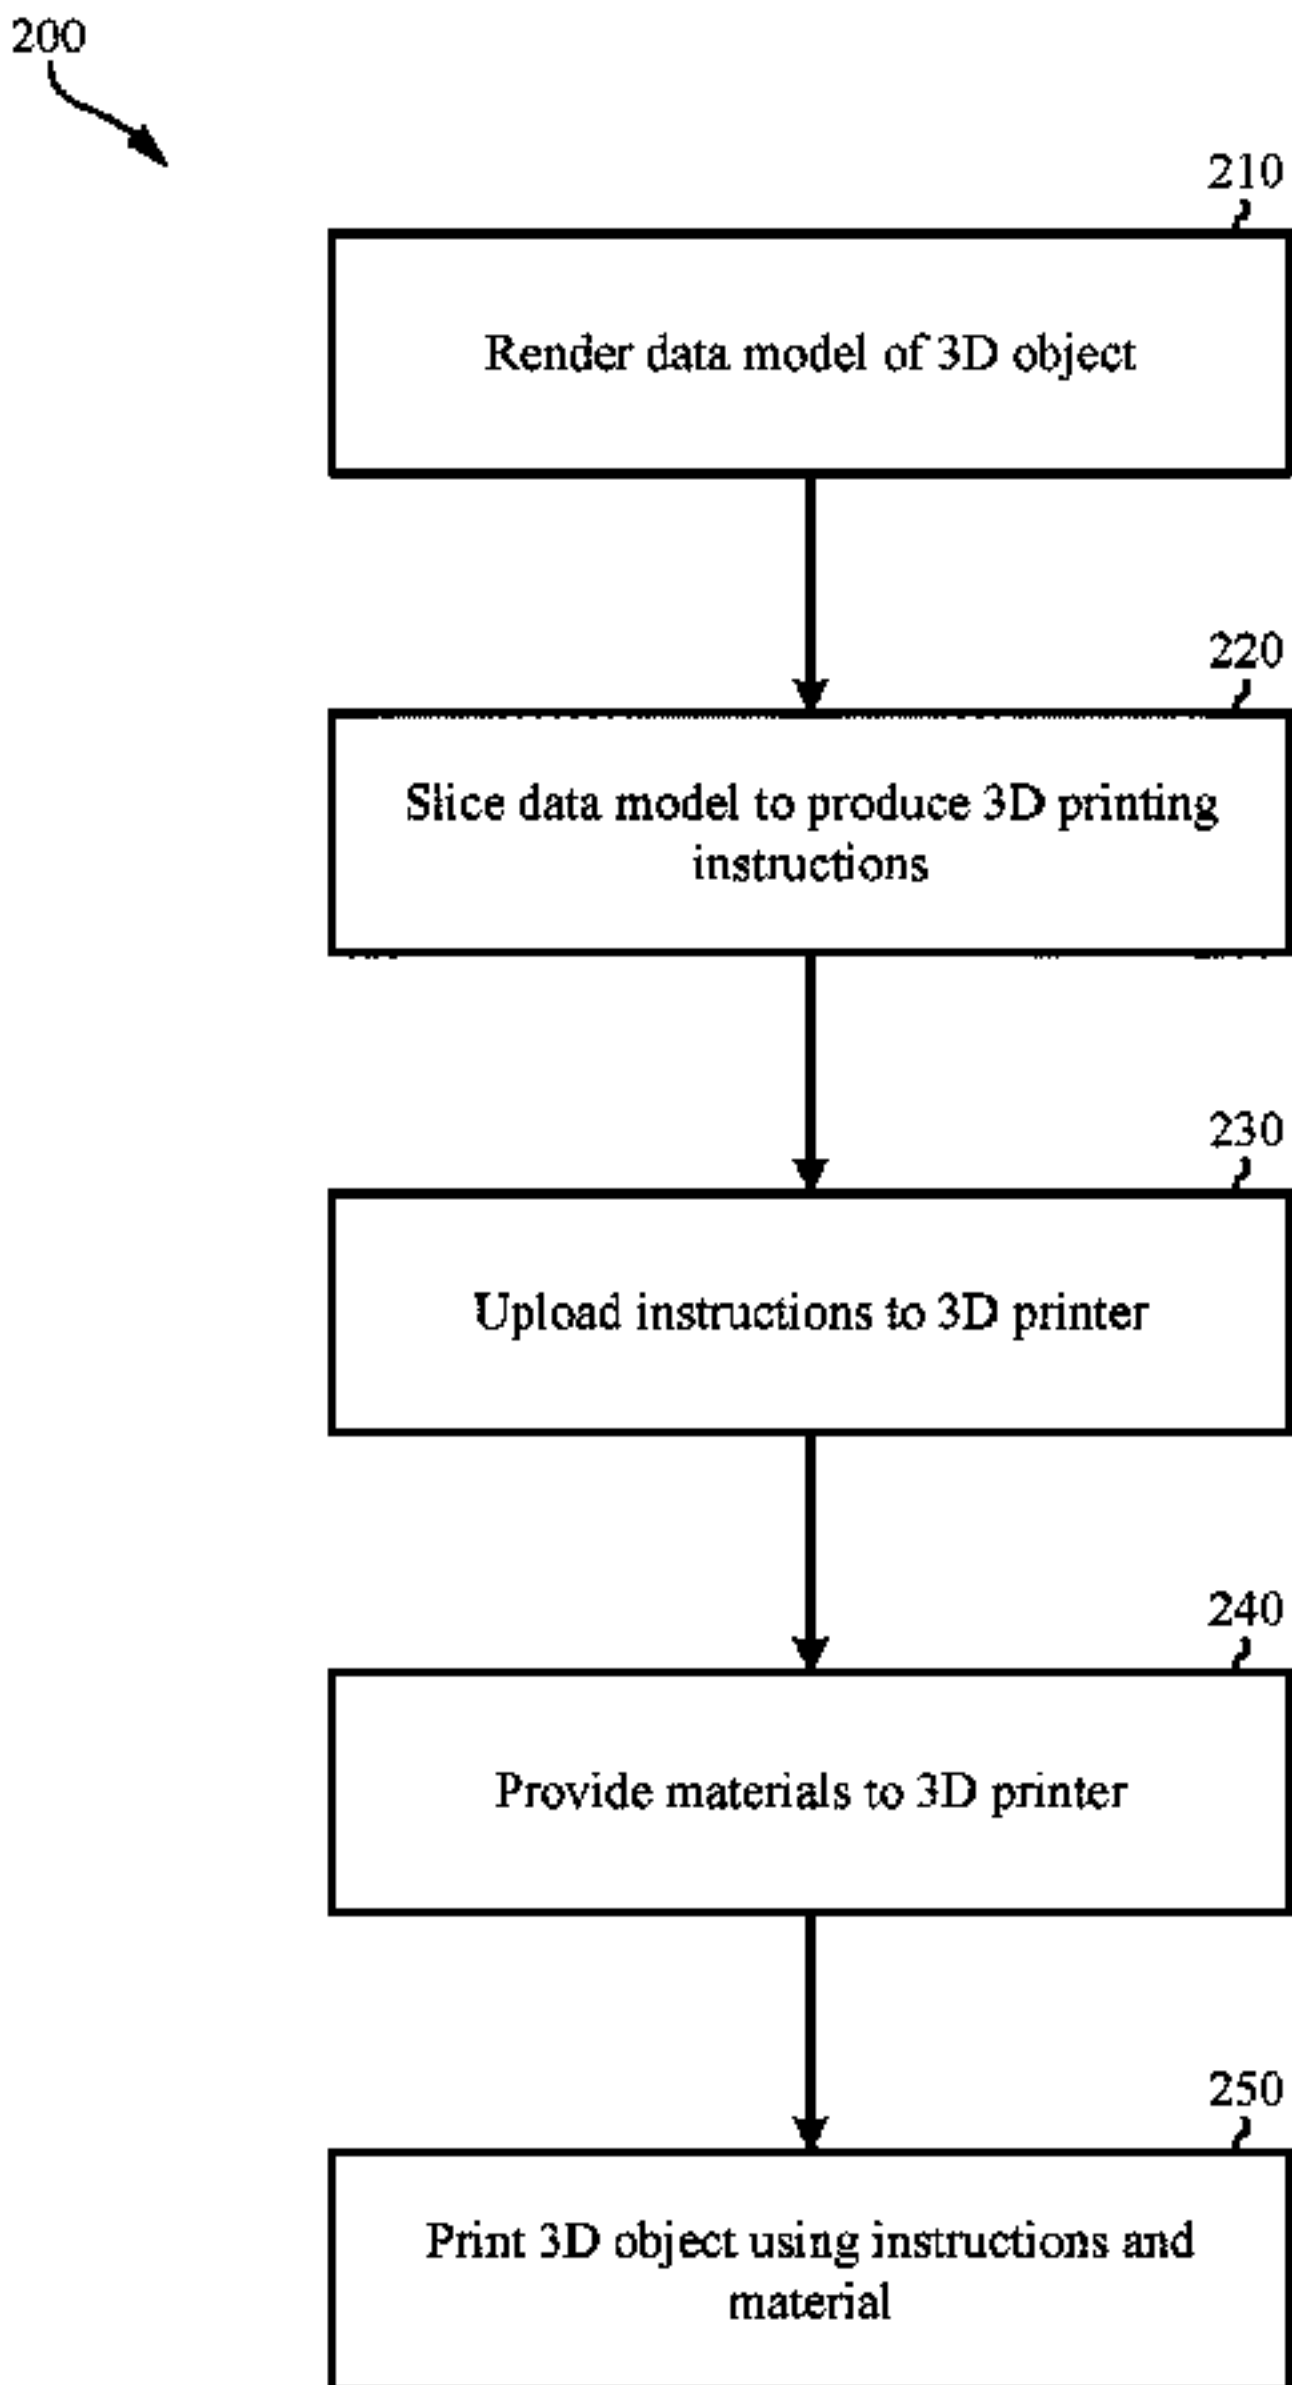 200
210
Render data model of 3D object
220
Slice data model to produce 3D printing
instructions
230
Upload instructions to 3D printer
240
Provide materials to 3D printer
250
Print 3D object using instructions and
material